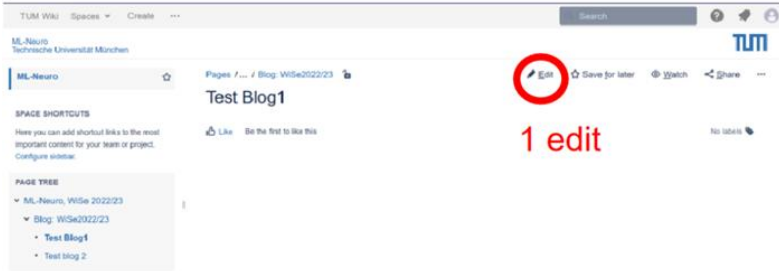 TUM Wiki Spaces Create
Search
ML-Neuro
Technische Universität München
TUM
ML-Neuro
Pages / ... / Blog: WiSe2022/23
Edit Save for later Watch Share
Test Blog1
SPACE SHORTCUTS
Here you can add shortcut links to the most
important content for your team or project.
Configure sidebar.
Like Be the first to like this
1 edit
No labels
PAGE TREE
ML-Neuro, WiSe 2022/23
Blog: WiSe2022/23
• Test Blog1
• Test blog 2